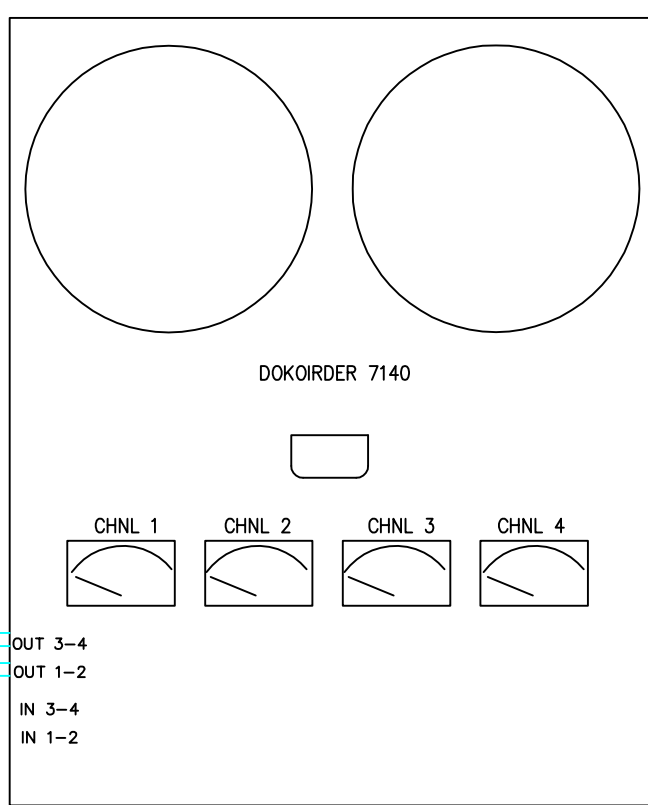 DOKOIRDER 7140
CHNL 1 CHNL 2 CHNL 3 CHNL 4
OUT 3-4
OUT 1-2
IN 3-4
IN 1-2